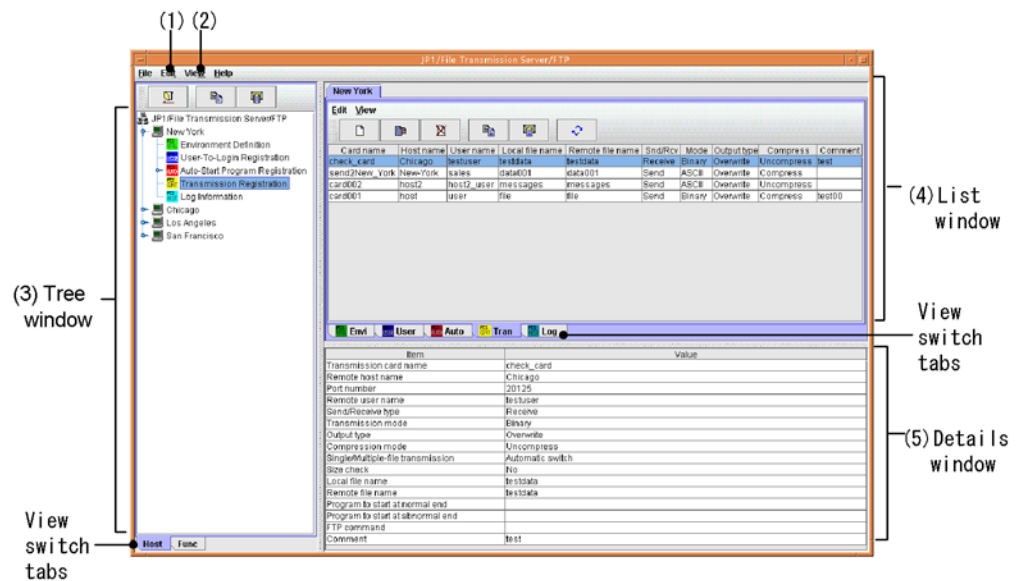 (1) (2)
JP1/File Transmission Server/FTP
File Edit View Help
JP1/File Transmission Server/FTP
New York
Environment Definition
User-To-Login Registration
Auto-Start Program Registration
Transmission Registration
Log Information
Chicago
Los Angeles
San Francisco
Host Func
New York
Edit View
Card name Host name User name Local file name Remote file name Snd/Rcv Mode Output type Compress Comment
check_card Chicago testuser testdata testdata Receive Binary Overwrite Uncompress test
send2New_York New-York sales data001 data001 Send ASCII Overwrite Compress
card002 host2 host2_user messages messages Send ASCII Overwrite Uncompress
card001 host user file file Send Binary Overwrite Compress test00
Envi User Auto Tran Log
Item Value
Transmission card name check_card
Remote host name Chicago
Port number 20125
Remote user name testuser
Send/Receive type Receive
Transmission mode Binary
Output type Overwrite
Compression mode Uncompress
Single/Multiple-file transmission Automatic switch
Size check No
Local file name testdata
Remote file name testdata
Program to start at normal end
Program to start at abnormal end
FTP command
Comment test
(3) Tree
window
View
switch
tabs
(4) List
window
View
switch
tabs
(5) Details
window